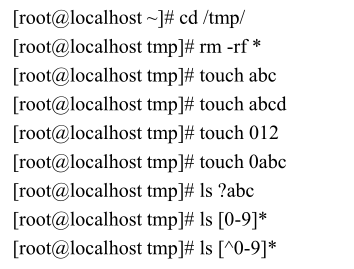 [root@localhost ~]# cd /tmp/
[root@localhost tmp]# rm -rf *
[root@localhost tmp]# touch abc
[root@localhost tmp]# touch abcd
[root@localhost tmp]# touch 012
[root@localhost tmp]# touch 0abc
[root@localhost tmp]# ls ?abc
[root@localhost tmp]# ls [0-9]*
[root@localhost tmp]# ls [^0-9]*